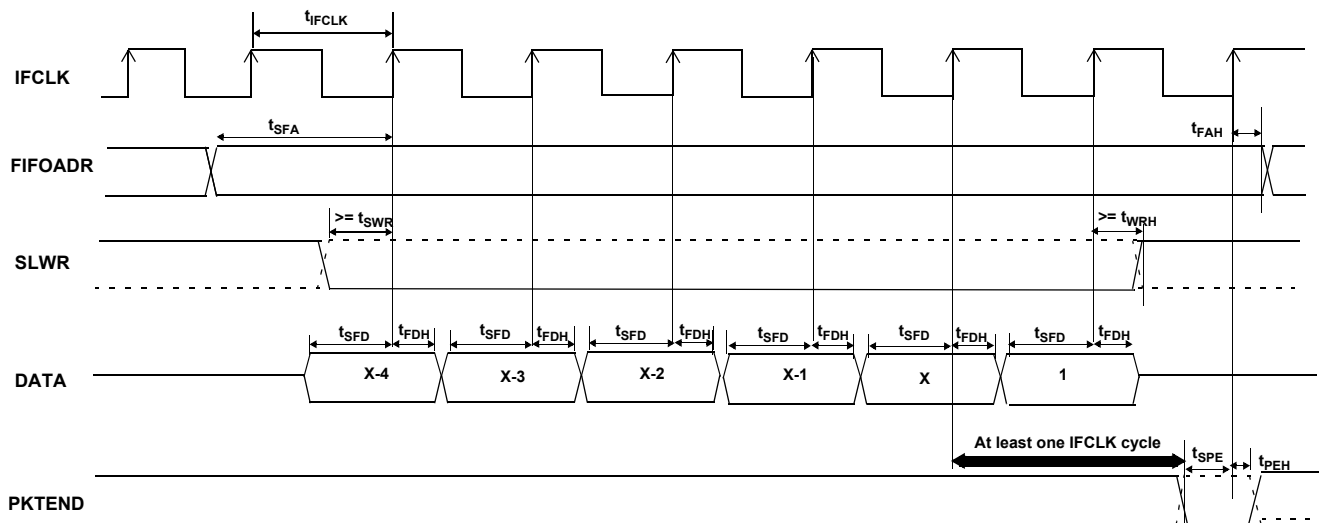 tIFCLK
IFCLK
tSFA
tFAH
FIFOADR
>= tSWR
>= tWRH
SLWR
tSFD tFDH tSFD tFDH tSFD tFDH tSFD tFDH tSFD tFDH tSFD tFDH
DATA X-4 X-3 X-2 X-1 X 1
At least one IFCLK cycle
tSPE
tPEH
PKTEND